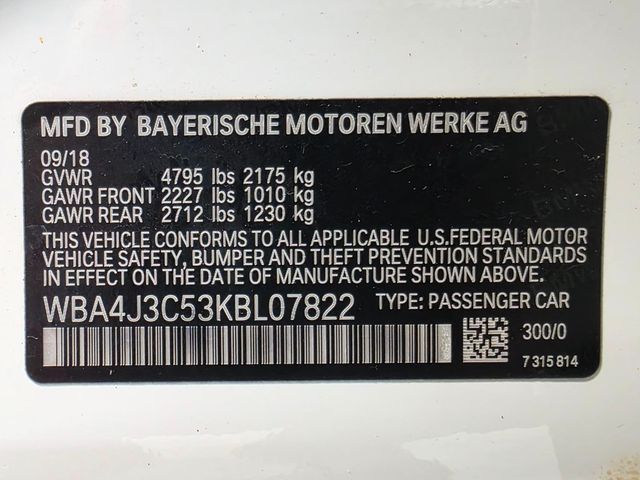 MFD BY BAYERISCHE MOTOREN WERKE AG
09/18
GVWR 4795 lbs 2175 kg
GAWR FRONT 2227 lbs 1010 kg
GAWR REAR 2712 lbs 1230 kg
THIS VEHICLE CONFORMS TO ALL APPLICABLE U.S.FEDERAL MOTOR
VEHICLE SAFETY, BUMPER AND THEFT PREVENTION STANDARDS
IN EFFECT ON THE DATE OF MANUFACTURE SHOWN ABOVE.
WBA4J3C53KBL07822 TYPE: PASSENGER CAR
300/0
7 315 814